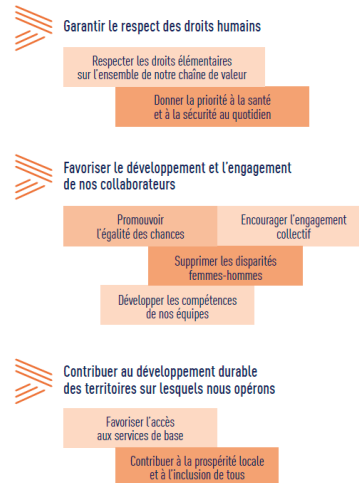 Garantir le respect des droits humains
Respecter les droits élémentaires
sur l'ensemble de notre chaîne de valeur
Donner la priorité à la santé
et à la sécurité au quotidien
Favoriser le développement et l'engagement
de nos collaborateurs
Promouvoir
l'égalité des chances
Encourager l'engagement
collectif
Supprimer les disparités
femmes-hommes
Développer les compétences
de nos équipes
Contribuer au développement durable
des territoires sur lesquels nous opérons
Favoriser l'accès
aux services de base
Contribuer à la prospérité locale
et à l'inclusion de tous